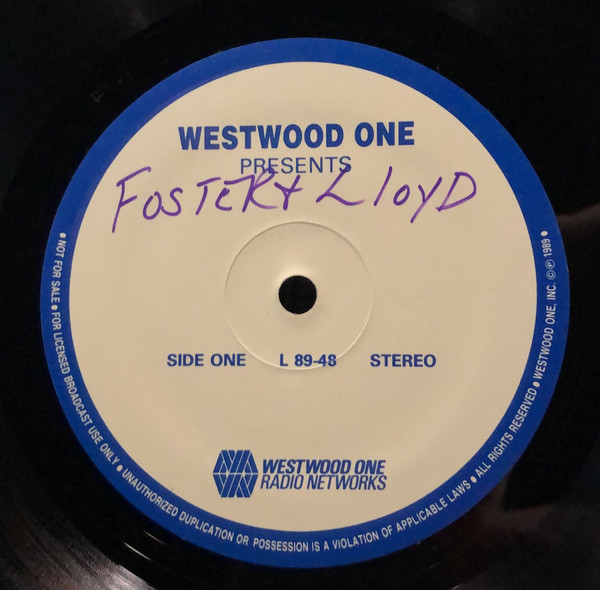 WESTWOOD ONE
PRESENTS
FOSTER & LLOYD
SIDE ONE L 89-48 STEREO
WESTWOOD ONE
RADIO NETWORKS
• NOT FOR SALE • FOR LICENSED BROADCAST USE ONLY • UNAUTHORIZED DUPLICATION OR POSSESSION IS A VIOLATION OF APPLICABLE LAWS • ALL RIGHTS RESERVED • WESTWOOD ONE, INC. © ℗ 1989 •